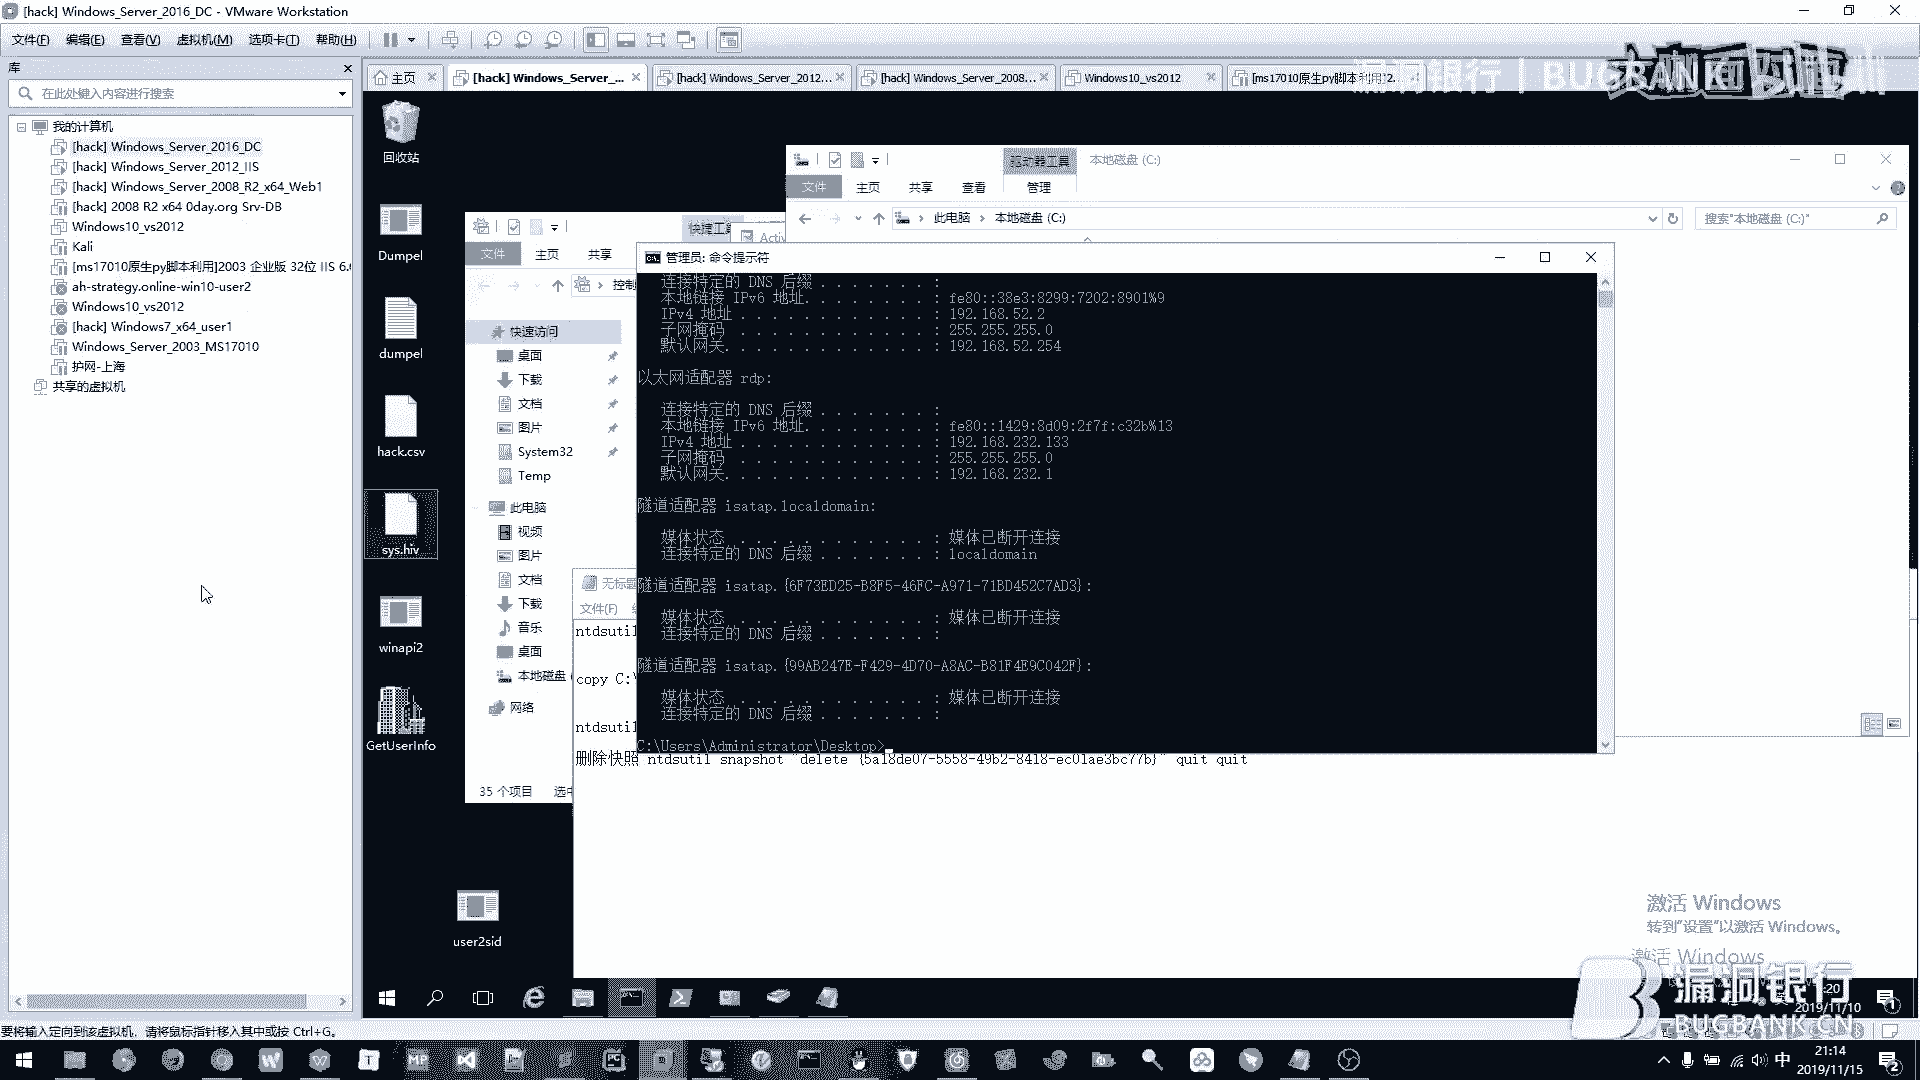 [hack] Windows_Server_2016_DC - VMware Workstation
文件(F) 编辑(E) 查看(V) 虚拟机(M) 选项卡(T) 帮助(H)
库
在此处键入内容进行搜索
我的计算机
[hack] Windows_Server_2016_DC
[hack] Windows_Server_2012_IIS
[hack] Windows_Server_2008_R2_x64_Web1
[hack] 2008 R2 x64 0day.org Srv-DB
Windows10_vs2012
Kali
[ms17010原生py脚本利用]2003 企业版 32位 IIS 6.
ah-strategy.online-win10-user2
Windows10_vs2012
[hack] Windows7_x64_user1
Windows_Server_2003_MS17010
护网-上海
共享的虚拟机
主页 [hack] Windows_Server_... [hack] Windows_Server_2012... [hack] Windows_Server_2008... Windows10_vs2012 [ms17010原生py脚本利用]2...
漏洞银行 | BUGBANK
回收站
Dumpel
dumpel
hack.csv
sys.hiv
winapi2
GetUserInfo
user2sid
驱动器工具 本地磁盘 (C:)
文件 主页 共享 查看 管理
此电脑 本地磁盘 (C:)
搜索"本地磁盘 (C:)"
快捷工具
文件 主页 共享
快速访问
桌面
下载
文档
图片
System32
Temp
此电脑
视频
图片
文档
下载
音乐
桌面
本地磁盘
网络
35 个项目
管理员: 命令提示符
连接特定的 DNS 后缀 . . . . . . . :
本地链接 IPv6 地址. . . . . . . . : fe80::38e3:8299:7202:8901%9
IPv4 地址 . . . . . . . . . . . . : 192.168.52.2
子网掩码 . . . . . . . . . . . . : 255.255.255.0
默认网关. . . . . . . . . . . . . : 192.168.52.254
以太网适配器 rdp:
连接特定的 DNS 后缀 . . . . . . . :
本地链接 IPv6 地址. . . . . . . . : fe80::1429:8d09:2f7f:c32b%13
IPv4 地址 . . . . . . . . . . . . : 192.168.232.133
子网掩码 . . . . . . . . . . . . : 255.255.255.0
默认网关. . . . . . . . . . . . . : 192.168.232.1
隧道适配器 isatap.localdomain:
媒体状态 . . . . . . . . . . . . : 媒体已断开连接
连接特定的 DNS 后缀 . . . . . . . : localdomain
隧道适配器 isatap.{6F73ED25-B8F5-46FC-A971-71BD452C7AD3}:
媒体状态 . . . . . . . . . . . . : 媒体已断开连接
连接特定的 DNS 后缀 . . . . . . . :
隧道适配器 isatap.{99AB247E-F429-4D70-A8AC-B81F4E9C042F}:
媒体状态 . . . . . . . . . . . . : 媒体已断开连接
连接特定的 DNS 后缀 . . . . . . . :
C:\Users\Administrator\Desktop>
无标题
文件(F)
ntdsutil
copy C:\
ntdsutil
删除快照 ntdsutil snapshot "delete {5a18de07-5558-49b2-8418-ec01ae3bc77b}" quit quit
激活 Windows
转到"设置"以激活 Windows。
激活 Windows
漏洞银行
BUGBANK.CN
2019/11/10
要将输入定向到该虚拟机，请将鼠标指针移入其中或按 Ctrl+G。
中
21:14
2019/11/15